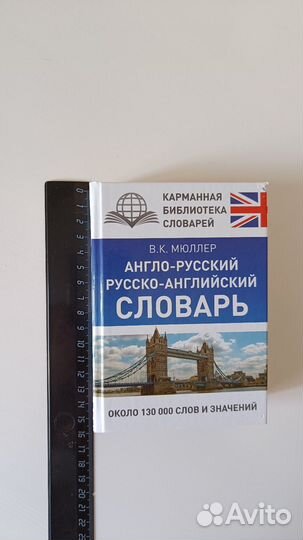 КАРМАННАЯ
БИБЛИОТЕКА
СЛОВАРЕЙ
В.К. МЮЛЛЕР
АНГЛО-РУССКИЙ
РУССКО-АНГЛИЙСКИЙ
СЛОВАРЬ
ОКОЛО 130 000 СЛОВ И ЗНАЧЕНИЙ
Avito